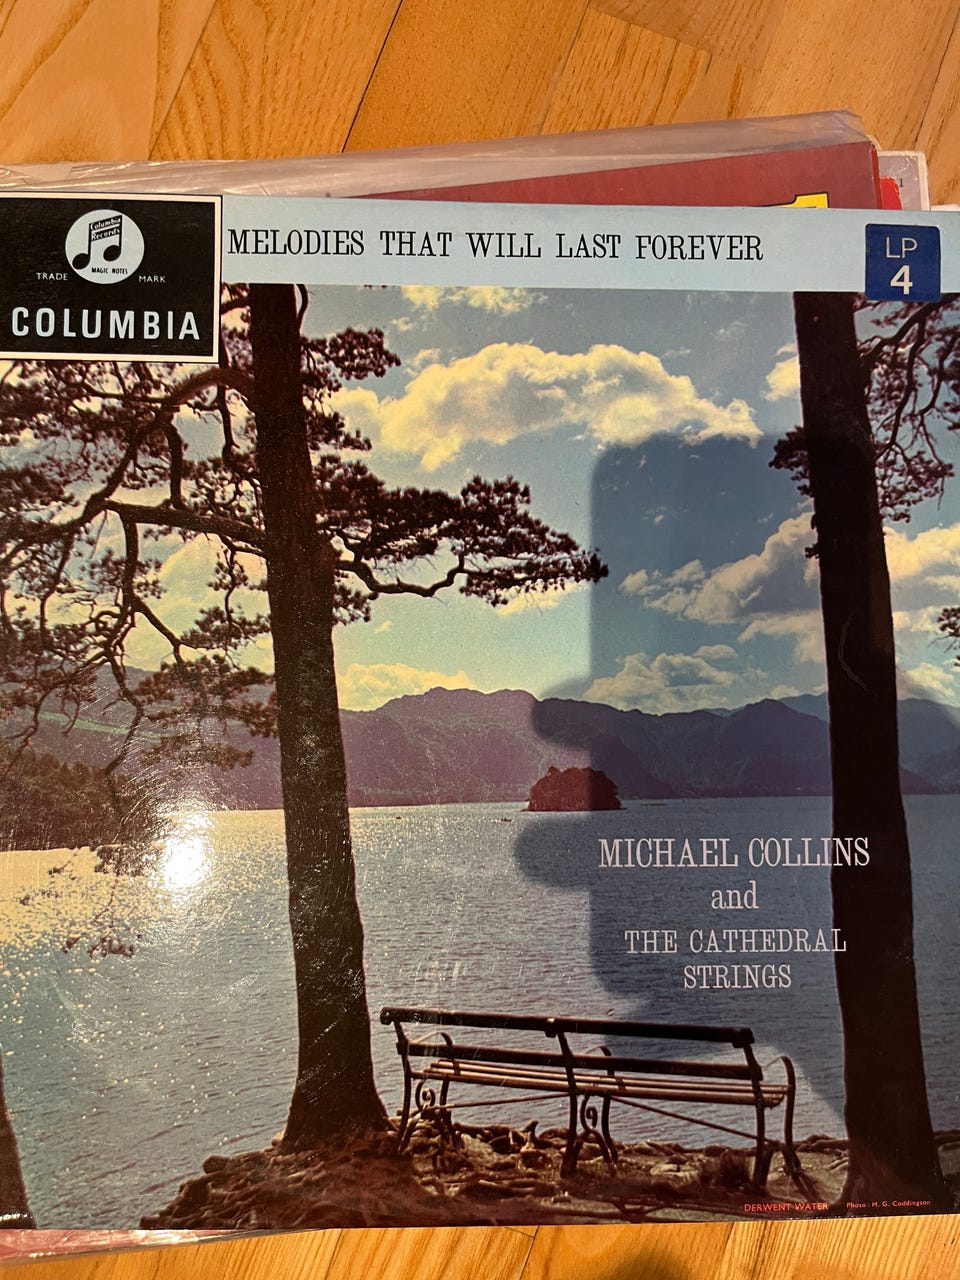 Columbia
Records
MAGIC NOTES
TRADE MARK
COLUMBIA
MELODIES THAT WILL LAST FOREVER
LP
4
1
MICHAEL COLLINS
and
THE CATHEDRAL
STRINGS
DERWENT WATER Photo: H. G. Coddington